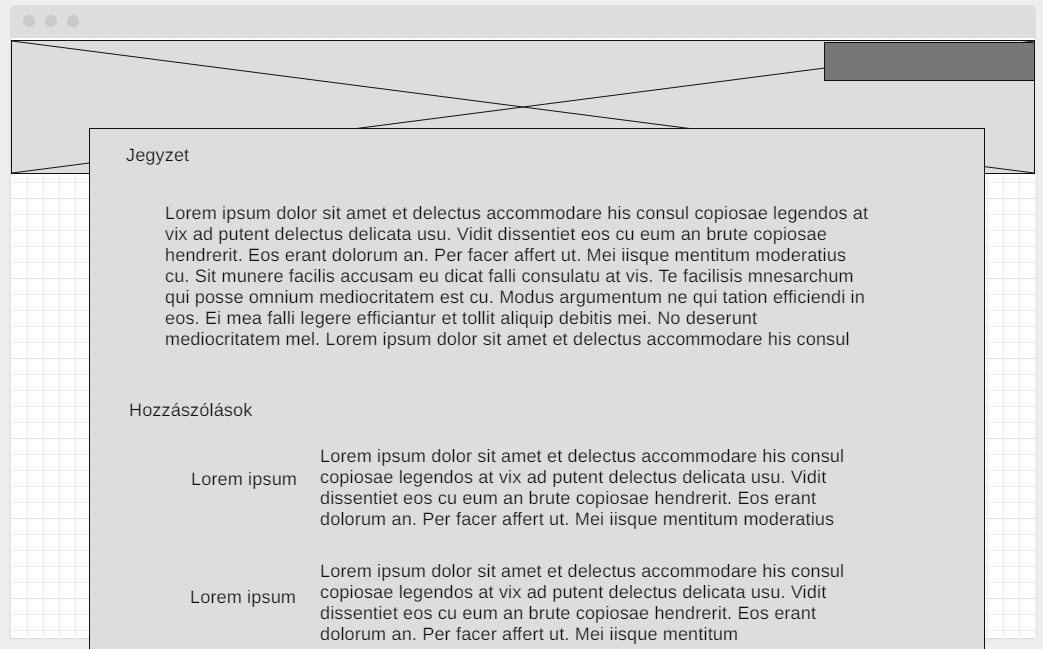 Jegyzet
Lorem ipsum dolor sit amet et delectus accommodare his consul copiosae legendos at
vix ad putent delectus delicata usu. Vidit dissentiet eos cu eum an brute copiosae
hendrerit. Eos erant dolorum an. Per facer affert ut. Mei iisque mentitum moderatius
cu. Sit munere facilis accusam eu dicat falli consulatu at vis. Te facilisis mnesarchum
qui posse omnium mediocritatem est cu. Modus argumentum ne qui tation efficiendi in
eos. Ei mea falli legere efficiantur et tollit aliquip debitis mei. No deserunt
mediocritatem mel. Lorem ipsum dolor sit amet et delectus accommodare his consul
Hozzászólások
Lorem ipsum
Lorem ipsum dolor sit amet et delectus accommodare his consul
copiosae legendos at vix ad putent delectus delicata usu. Vidit
dissentiet eos cu eum an brute copiosae hendrerit. Eos erant
dolorum an. Per facer affert ut. Mei iisque mentitum moderatius
Lorem ipsum
Lorem ipsum dolor sit amet et delectus accommodare his consul
copiosae legendos at vix ad putent delectus delicata usu. Vidit
dissentiet eos cu eum an brute copiosae hendrerit. Eos erant
dolorum an. Per facer affert ut. Mei iisque mentitum